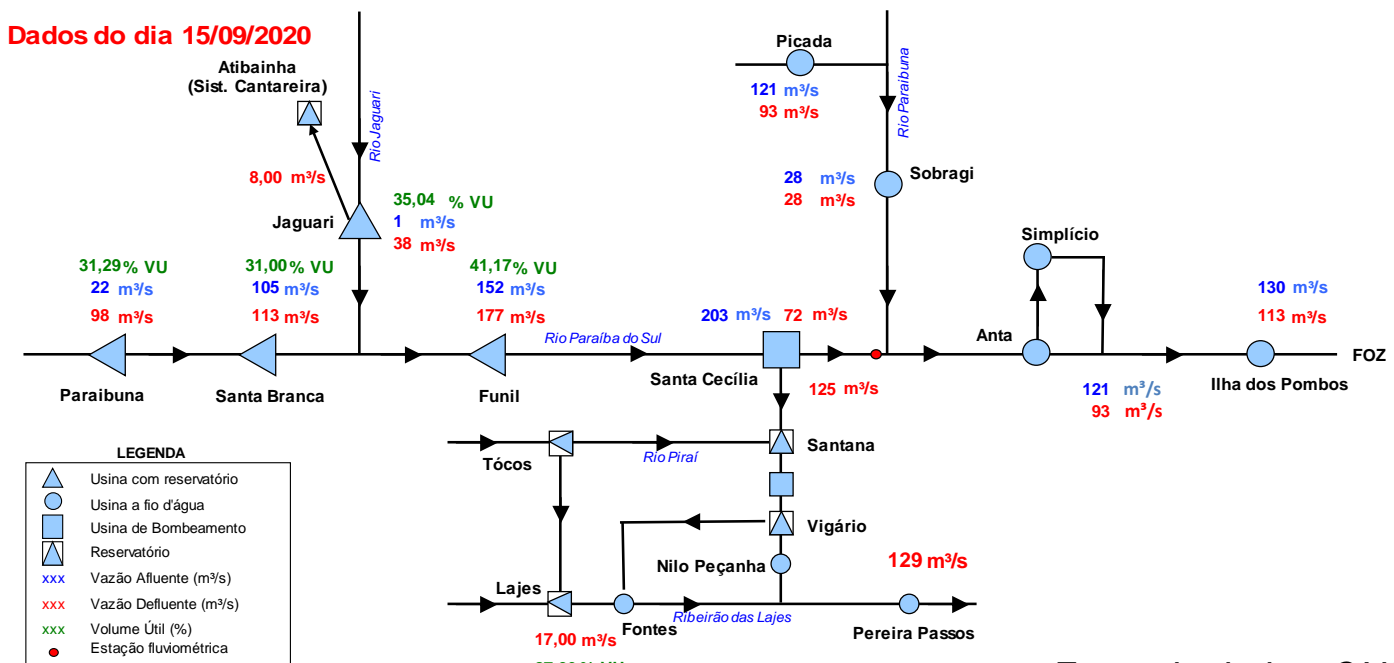 Dados do dia 15/09/2020
Atibainha
(Sist. Cantareira)
Rio Jaguari
8,00 m³/s
Jaguari
35,04 % VU
1 m³/s
38 m³/s
Picada
121 m³/s
93 m³/s
Rio Paraibuna
28 m³/s
28 m³/s
Sobragi
Simplício
31,29% VU
22 m³/s
98 m³/s
Paraibuna
31,00% VU
105 m³/s
113 m³/s
Santa Branca
41,17% VU
152 m³/s
177 m³/s
Funil
Rio Paraíba do Sul
203 m³/s 72 m³/s
Santa Cecília
125 m³/s
Anta
121 m³/s
93 m³/s
130 m³/s
113 m³/s
Ilha dos Pombos
FOZ
Tócos
Rio Piraí
Santana
Vigário
Nilo Peçanha
129 m³/s
Lajes
17,00 m³/s
Fontes
Ribeirão das Lajes
Pereira Passos
LEGENDA
Usina com reservatório
Usina a fio d'água
Usina de Bombeamento
Reservatório
xxx Vazão Afluente (m³/s)
xxx Vazão Defluente (m³/s)
xxx Volume Útil (%)
Estação fluviométrica